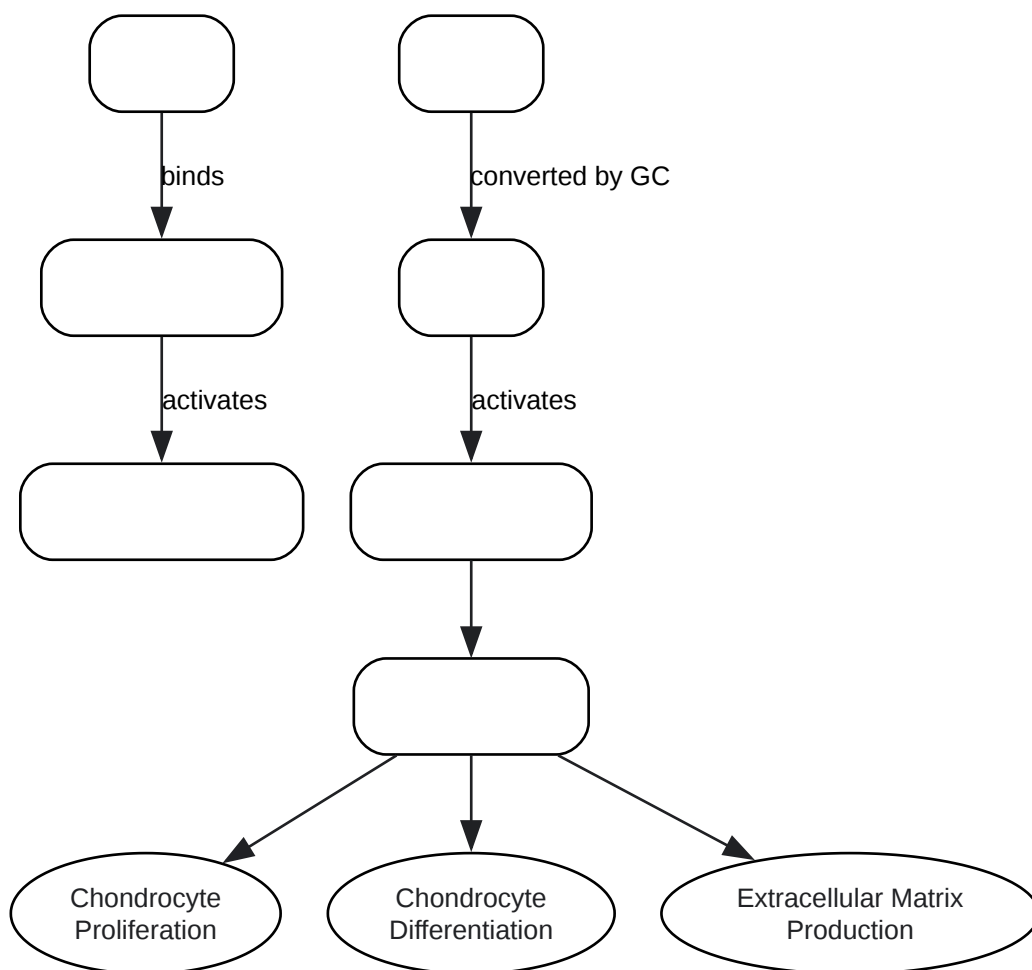 binds
converted by GC
activates
activates
Chondrocyte
Proliferation
Chondrocyte
Differentiation
Extracellular Matrix
Production